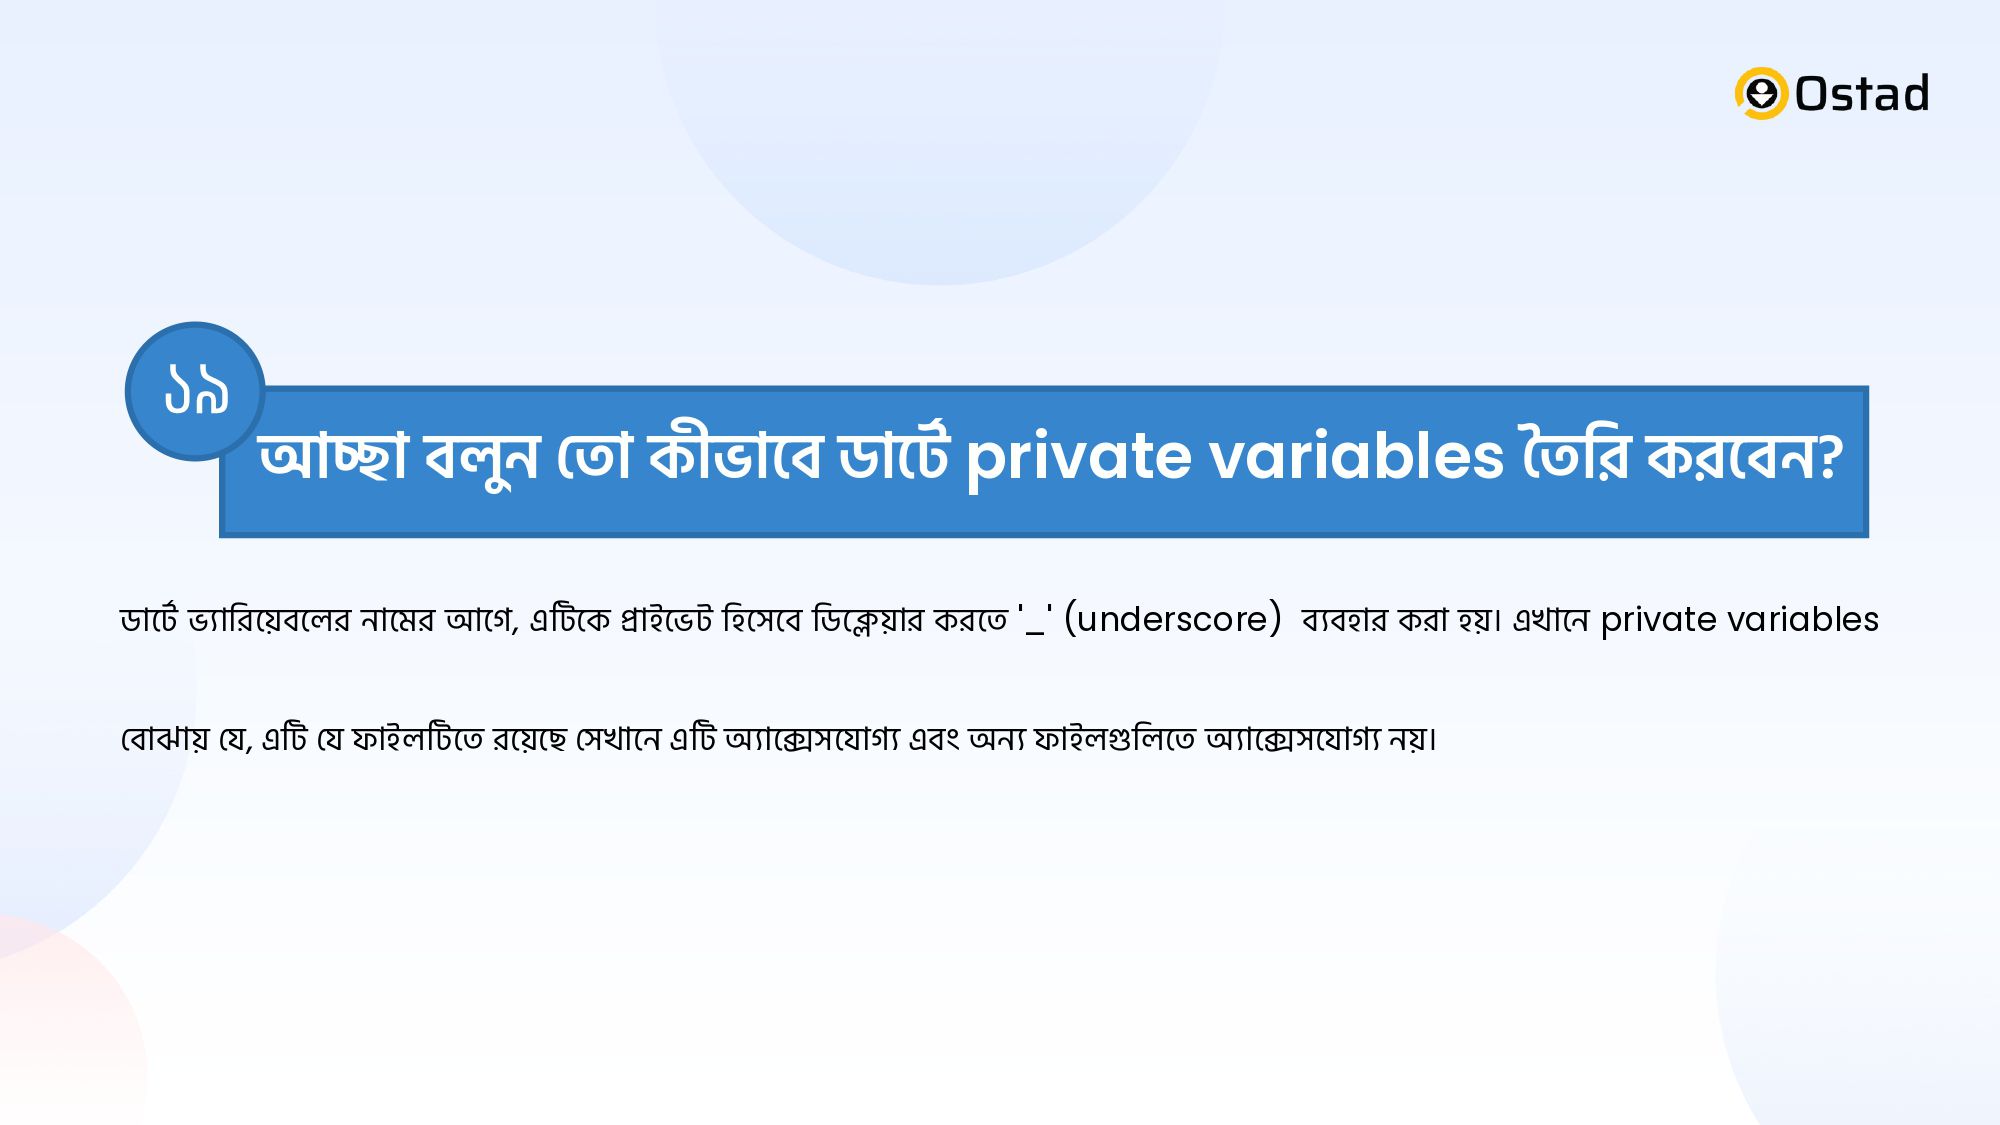 Ostad
১৯
আচ্ছা বলুন তো কীভাবে ডার্টে private variables তৈরি করবেন?
ডার্টে ভ্যারিয়েবলের নামের আগে, এটিকে প্রাইভেট হিসেবে ডিক্লেয়ার করতে '_' (underscore) ব্যবহার করা হয়। এখানে private variables
বোঝায় যে, এটি যে ফাইলটিতে রয়েছে সেখানে এটি অ্যাক্সেসযোগ্য এবং অন্য ফাইলগুলিতে অ্যাক্সেসযোগ্য নয়।